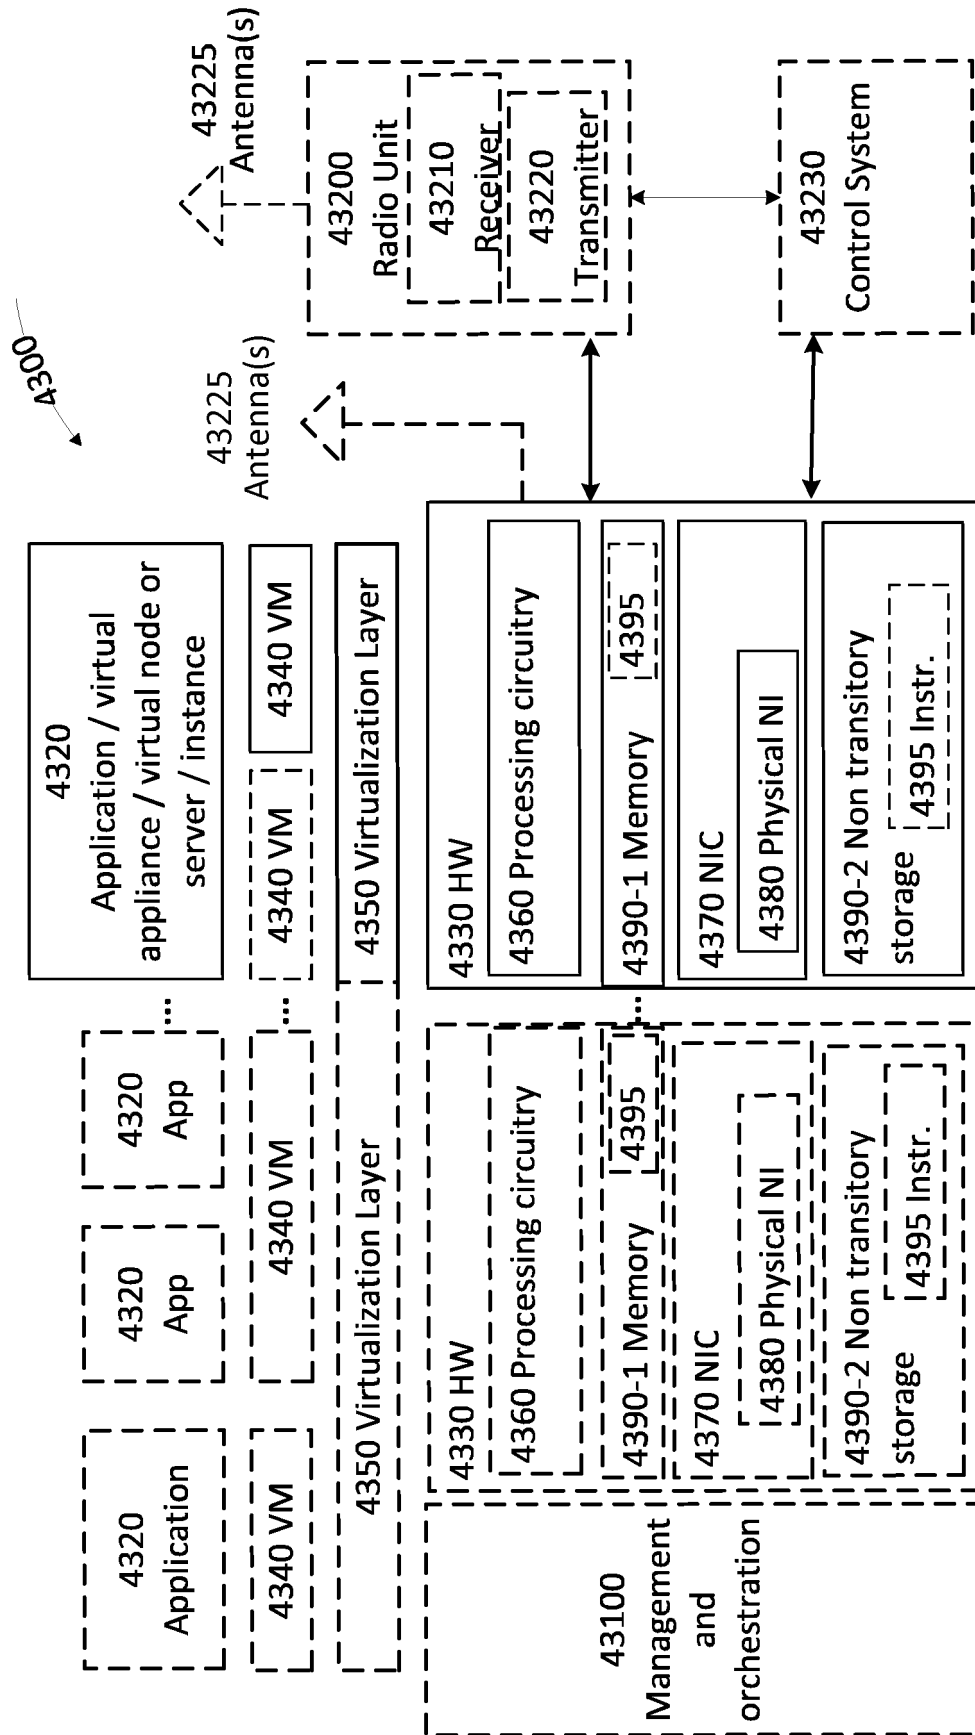 4300
4320
Application
4320
App
4320
App
...
4320
Application / virtual
appliance / virtual node or
server / instance
4340 VM
4340 VM
...
4340 VM
4340 VM
4350 Virtualization Layer
4350 Virtualization Layer
43100
Management
and
orchestration
4330 HW
4360 Processing circuitry
4390-1 Memory
4395
4370 NIC
4380 Physical NI
4390-2 Non transitory
storage
4395 Instr.
...
4330 HW
4360 Processing circuitry
4390-1 Memory
4395
4370 NIC
4380 Physical NI
4390-2 Non transitory
storage
4395 Instr.
43225
Antenna(s)
43225
Antenna(s)
43200
Radio Unit
43210
Receiver
43220
Transmitter
43230
Control System